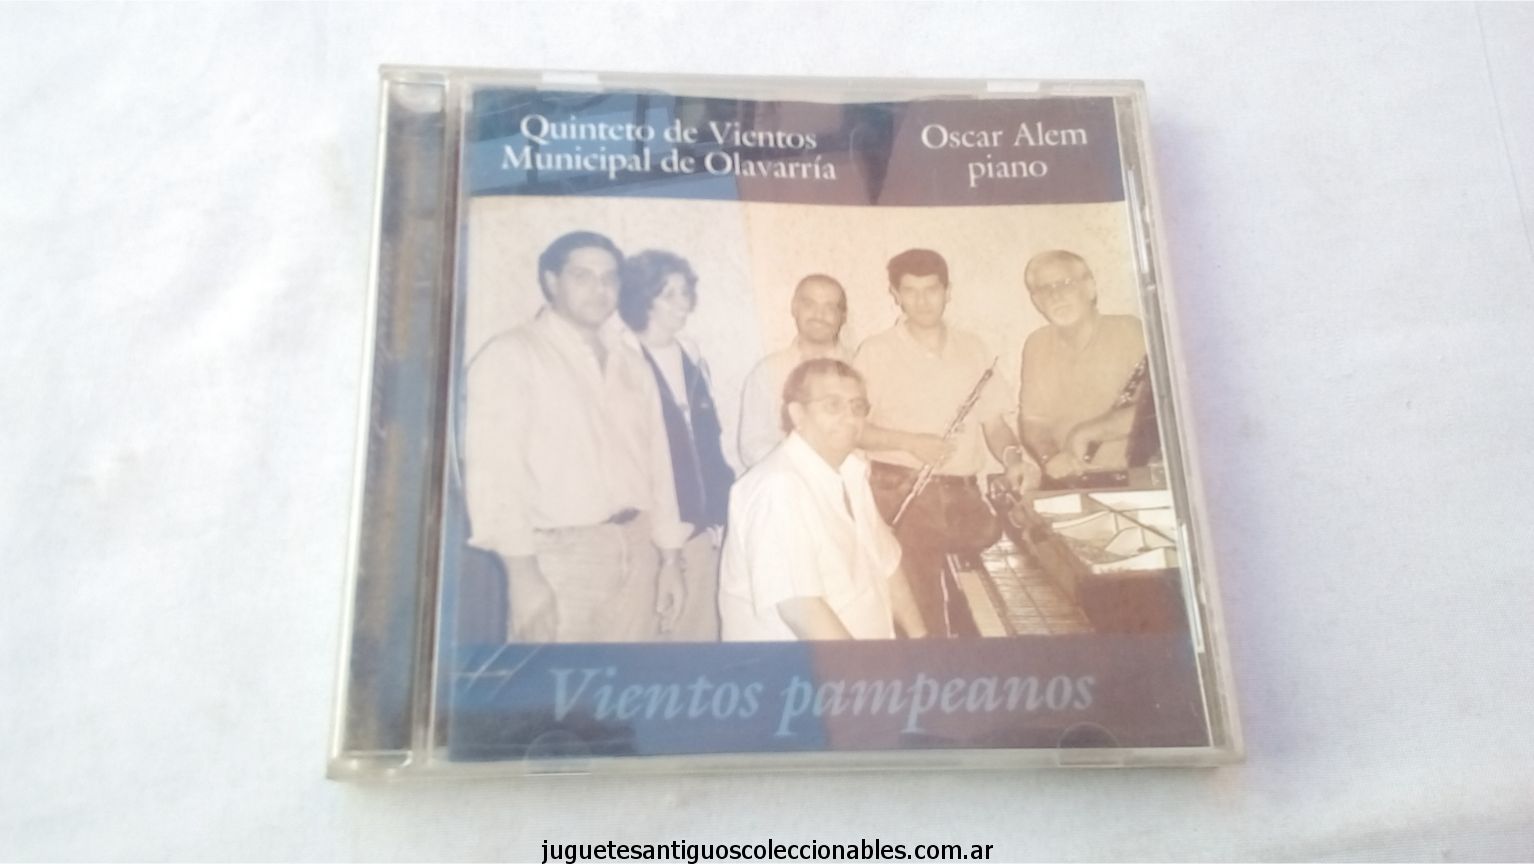 Quinteto de Vientos
Municipal de Olavarría
Oscar Alem
piano
Vientos pampeanos
juguetesantiguoscoleccionables.com.ar